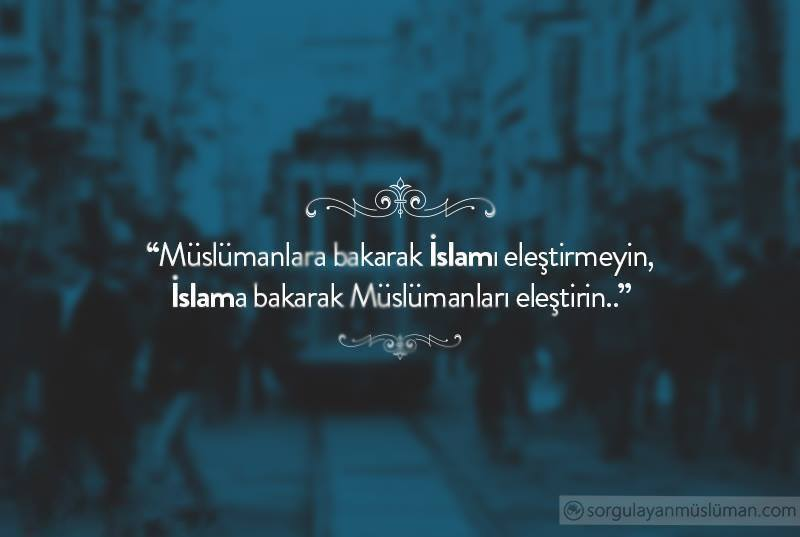 “Müslümanlara bakarak İslamı eleştirmeyin,
İslama bakarak Müslümanları eleştirin..”
sorgulayanmüslüman.com